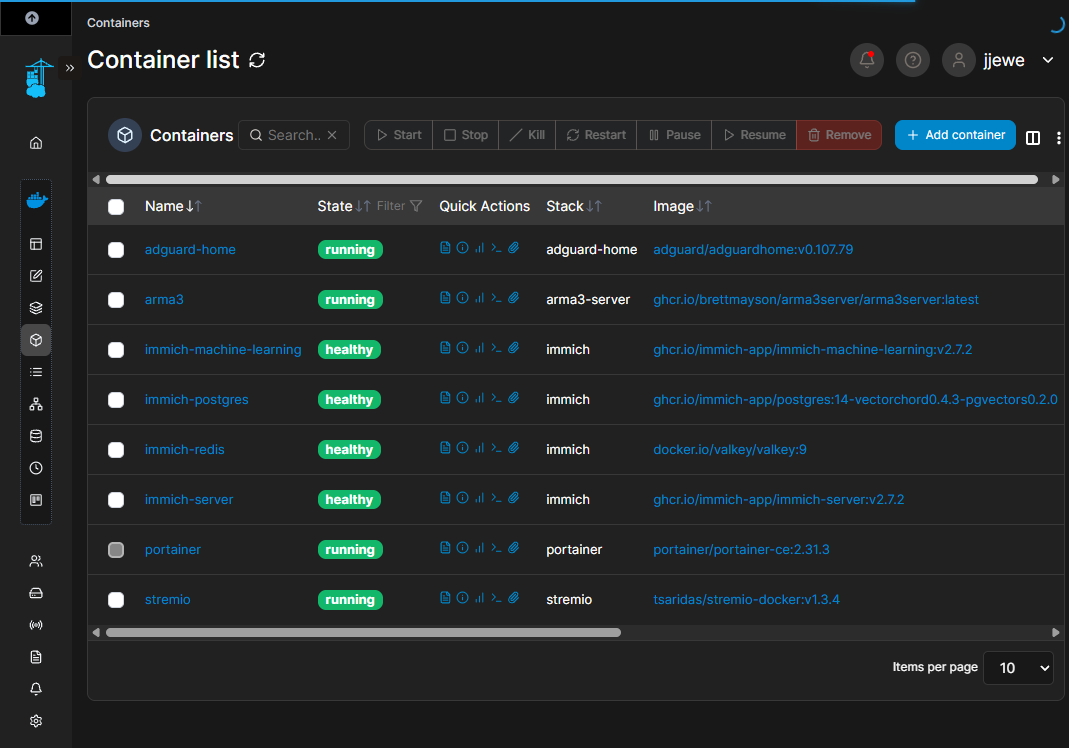 Containers
Container list
jjewe
Containers Search.. Start Stop Kill Restart Pause Resume Remove Add container
Name State Filter Quick Actions Stack Image
adguard-home running adguard-home adguard/adguardhome:v0.107.79
arma3 running arma3-server ghcr.io/brettmayson/arma3server/arma3server:latest
immich-machine-learning healthy immich ghcr.io/immich-app/immich-machine-learning:v2.7.2
immich-postgres healthy immich ghcr.io/immich-app/postgres:14-vectorchord0.4.3-pgvectors0.2.0
immich-redis healthy immich docker.io/valkey/valkey:9
immich-server healthy immich ghcr.io/immich-app/immich-server:v2.7.2
portainer running portainer portainer/portainer-ce:2.31.3
stremio running stremio tsaridas/stremio-docker:v1.3.4
Items per page 10